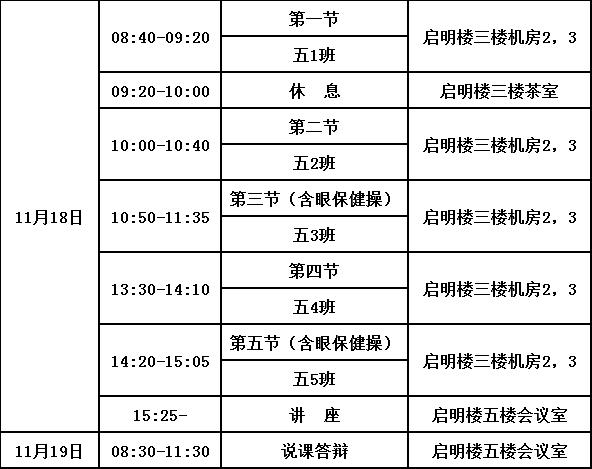 11月18日
08:40-09:20
第一节
五1班
启明楼三楼机房2，3
09:20-10:00
休 息
启明楼三楼茶室
10:00-10:40
第二节
五2班
启明楼三楼机房2，3
10:50-11:35
第三节（含眼保健操）
五3班
启明楼三楼机房2，3
13:30-14:10
第四节
五4班
启明楼三楼机房2，3
14:20-15:05
第五节（含眼保健操）
五5班
启明楼三楼机房2，3
15:25-
讲 座
启明楼五楼会议室
11月19日
08:30-11:30
说课答辩
启明楼五楼会议室